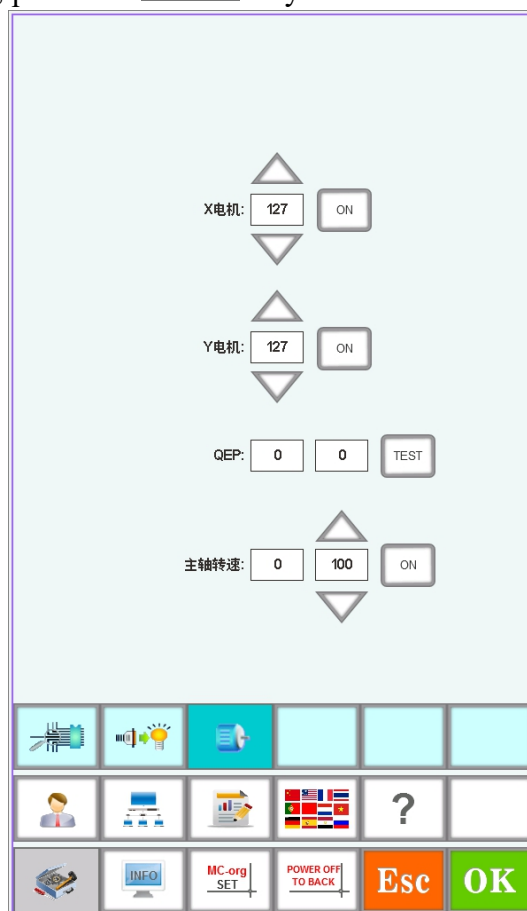 X电机: 127 ON
Y电机: 127 ON
QEP: 0 0 TEST
主轴转速: 0 100 ON
?
INFO
MC-org
SET
POWER OFF
TO BACK
Esc
OK